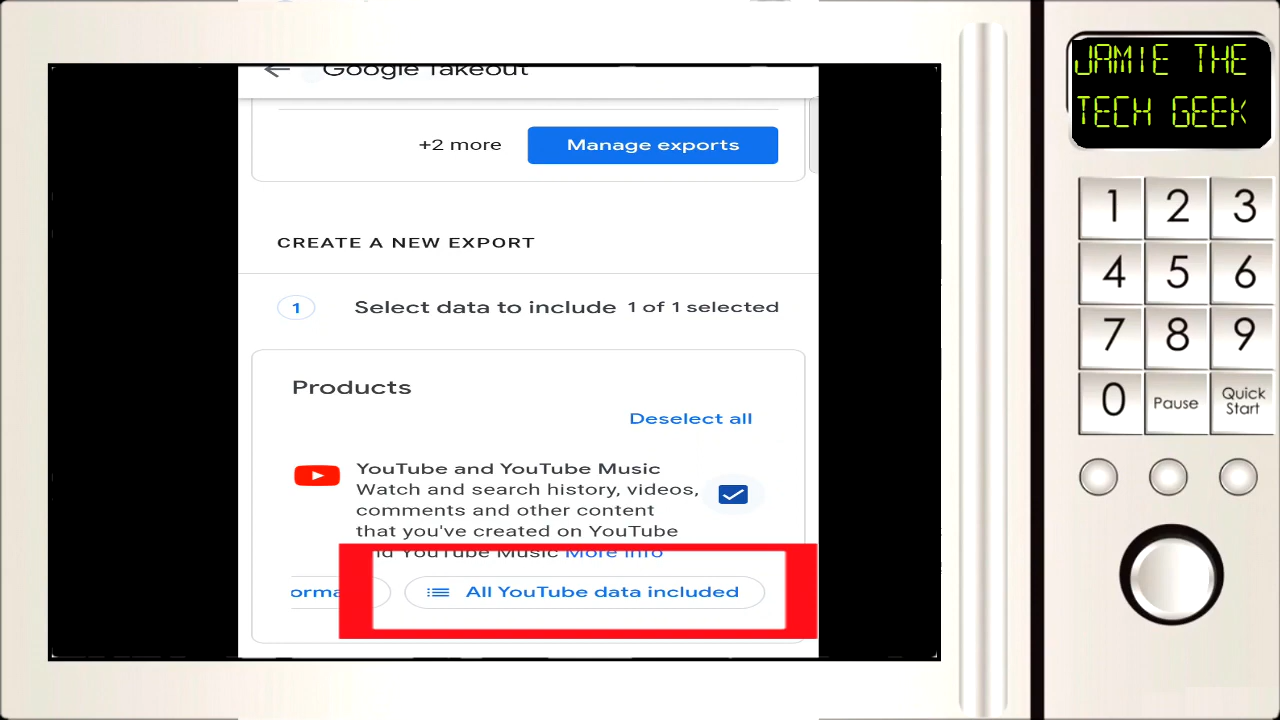 Google Takeout
+2 more
Manage exports
CREATE A NEW EXPORT
1
Select data to include
1 of 1 selected
Products
Deselect all
YouTube and YouTube Music
Watch and search history, videos,
comments and other content
that you've created on YouTube
YouTube Music More info
All YouTube data included
JAMIE THE
TECH GEEK
1 2 3
4 5 6
7 8 9
0 Pause Quick
Start